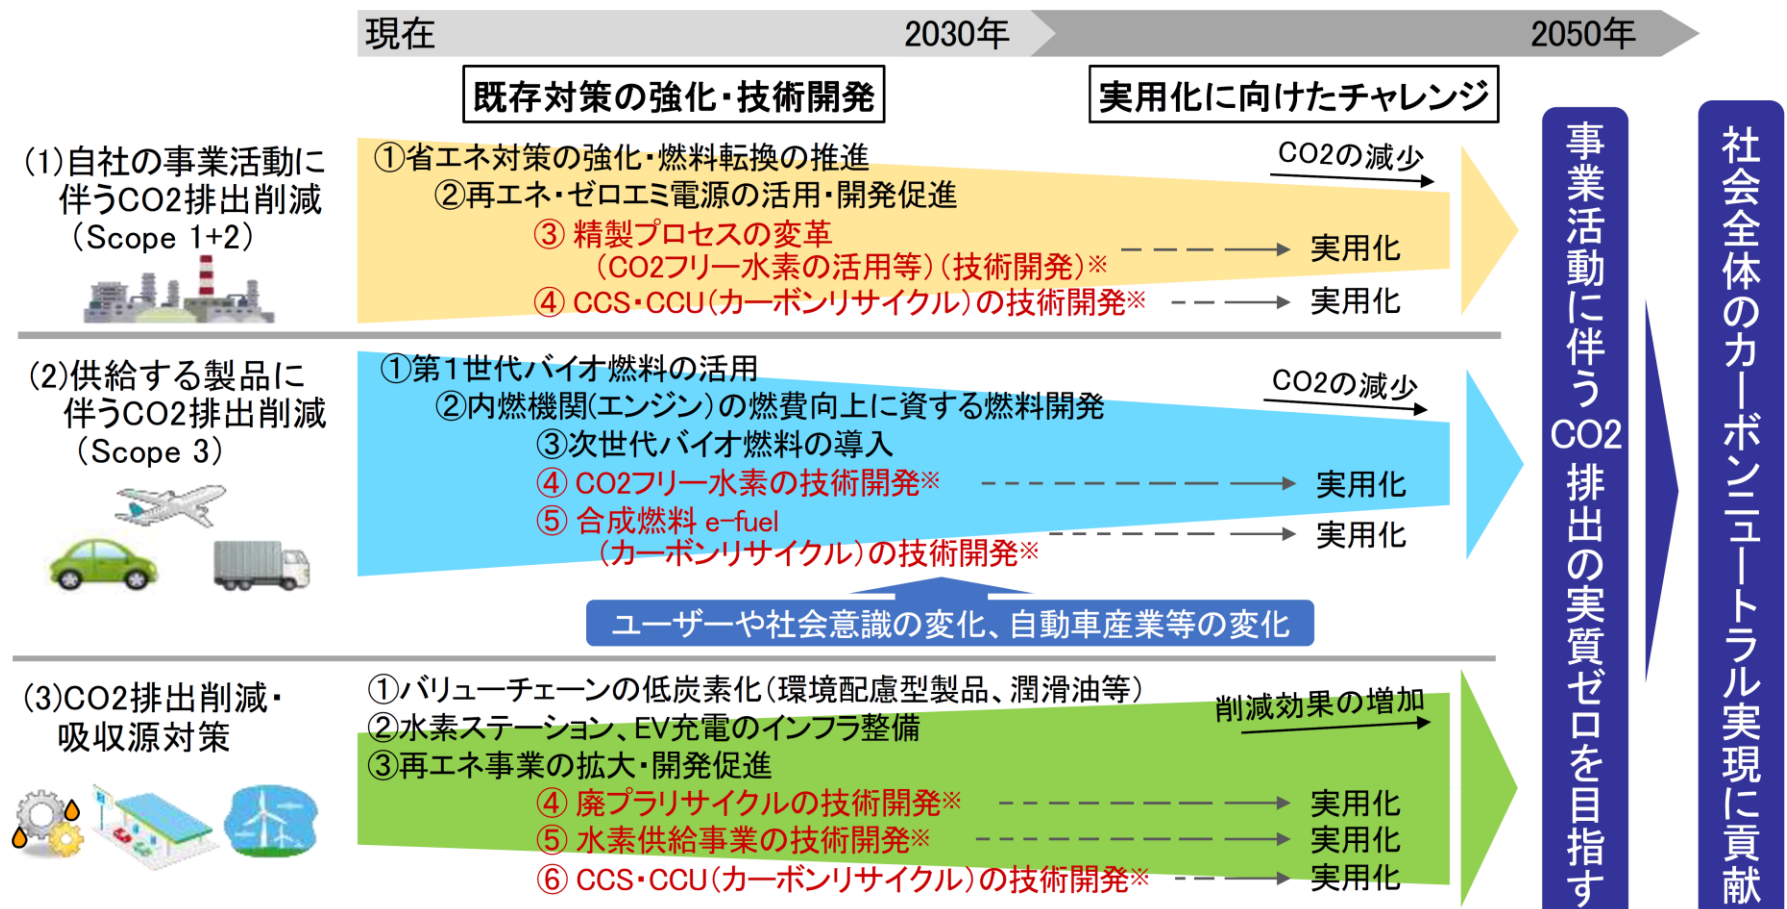 現在
2030年
2050年
既存対策の強化・技術開発
実用化に向けたチャレンジ
(1)自社の事業活動に
伴うCO2排出削減
(Scope 1+2)
①省エネ対策の強化・燃料転換の推進
②再エネ・ゼロエミ電源の活用・開発促進
③ 精製プロセスの変革
(CO2フリー水素の活用等)(技術開発)※
④ CCS・CCU(カーボンリサイクル)の技術開発※
CO2の減少
実用化
実用化
(2)供給する製品に
伴うCO2排出削減
(Scope 3)
①第1世代バイオ燃料の活用
②内燃機関(エンジン)の燃費向上に資する燃料開発
③次世代バイオ燃料の導入
④ CO2フリー水素の技術開発※
⑤ 合成燃料 e-fuel
(カーボンリサイクル)の技術開発※
CO2の減少
実用化
実用化
ユーザーや社会意識の変化、自動車産業等の変化
(3)CO2排出削減・
吸収源対策
①バリューチェーンの低炭素化(環境配慮型製品、潤滑油等)
②水素ステーション、EV充電のインフラ整備
③再エネ事業の拡大・開発促進
④ 廃プラリサイクルの技術開発※
⑤ 水素供給事業の技術開発※
⑥ CCS・CCU(カーボンリサイクル)の技術開発※
削減効果の増加
実用化
実用化
実用化
事業活動に伴うCO2排出の実質ゼロを目指す
社会全体のカーボンニュートラル実現に貢献